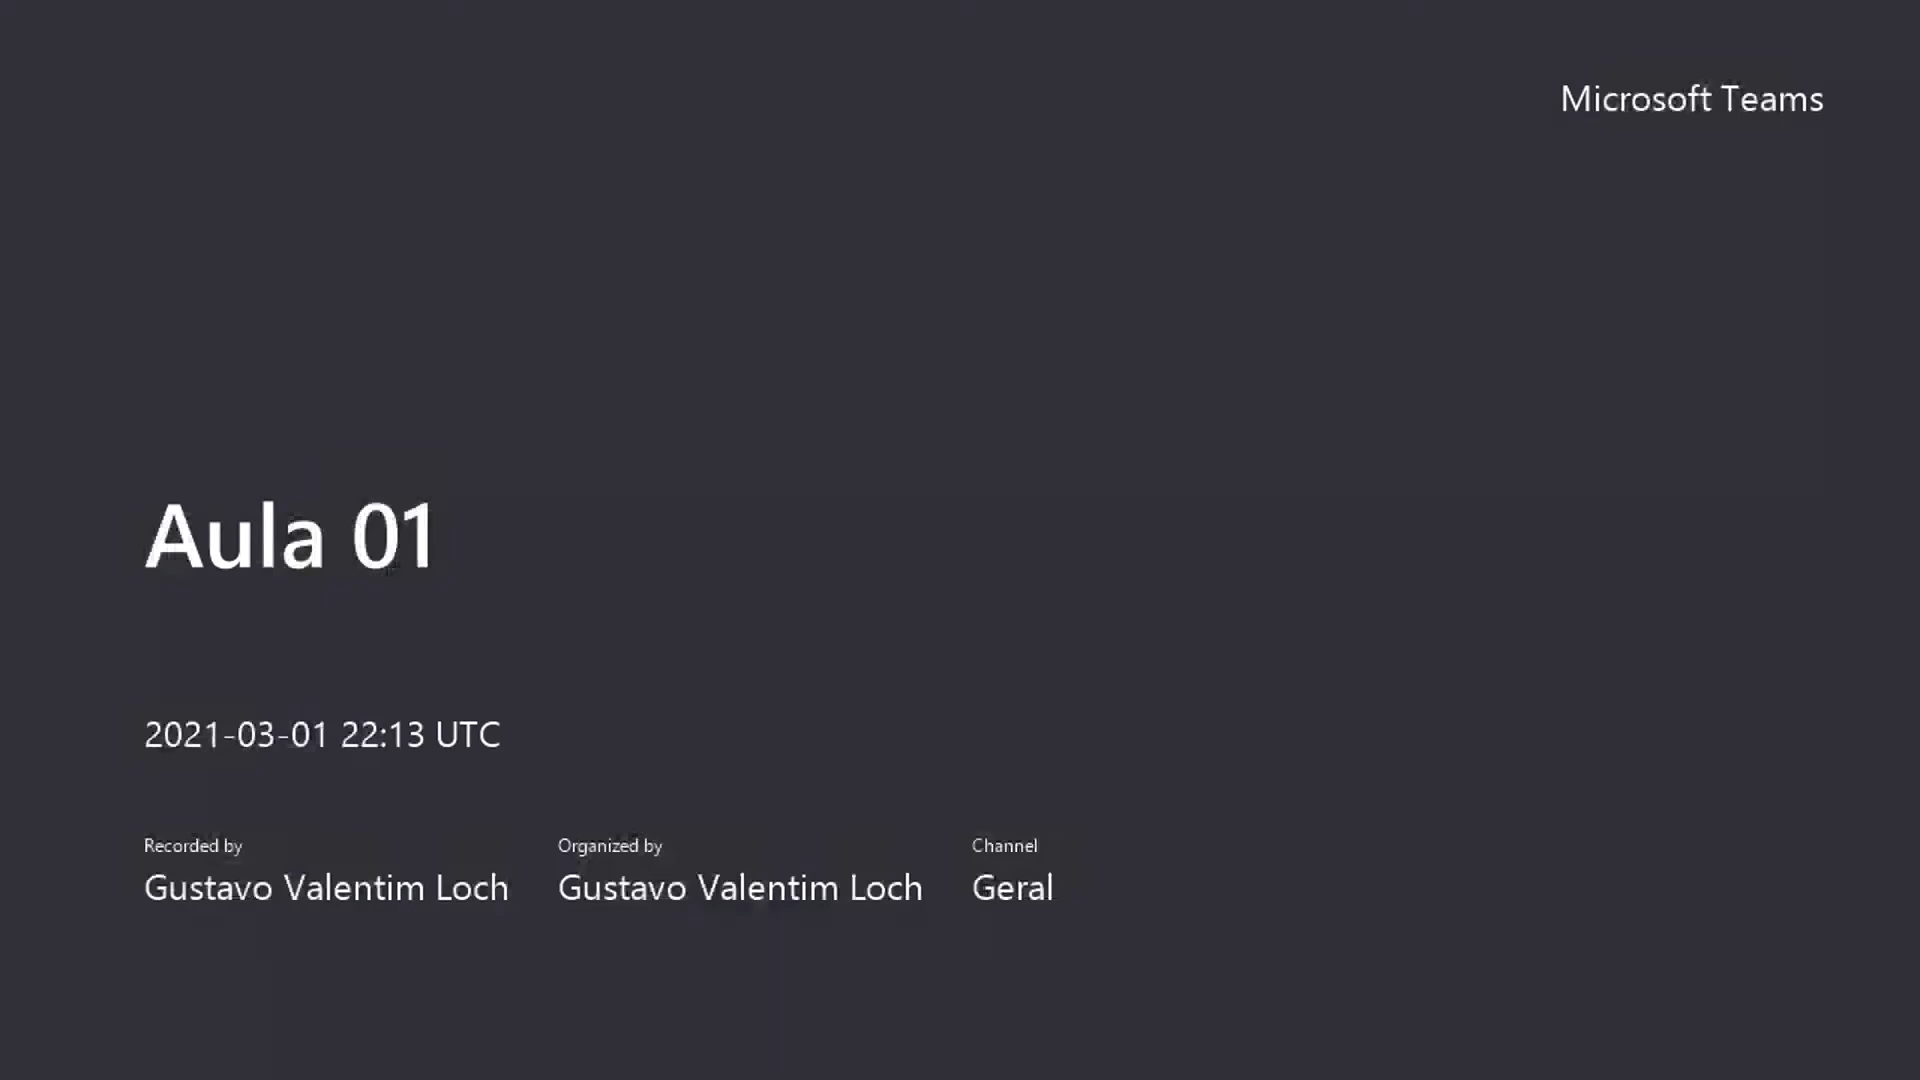 Microsoft Teams
Aula 01
2021-03-01 22:13 UTC
Recorded by
Gustavo Valentim Loch
Organized by
Gustavo Valentim Loch
Channel
Geral